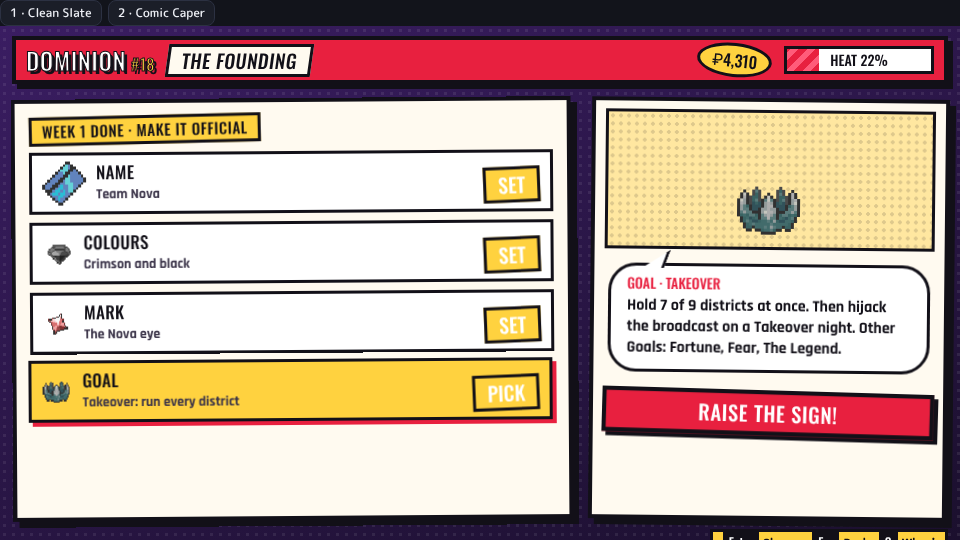 1 · Clean Slate
2 · Comic Caper
DOMINION #18
THE FOUNDING
₽4,310
HEAT 22%
WEEK 1 DONE · MAKE IT OFFICIAL
NAME
Team Nova
SET
COLOURS
Crimson and black
SET
MARK
The Nova eye
SET
GOAL
Takeover: run every district
PICK
GOAL · TAKEOVER
Hold 7 of 9 districts at once. Then hijack
the broadcast on a Takeover night. Other
Goals: Fortune, Fear, The Legend.
RAISE THE SIGN!